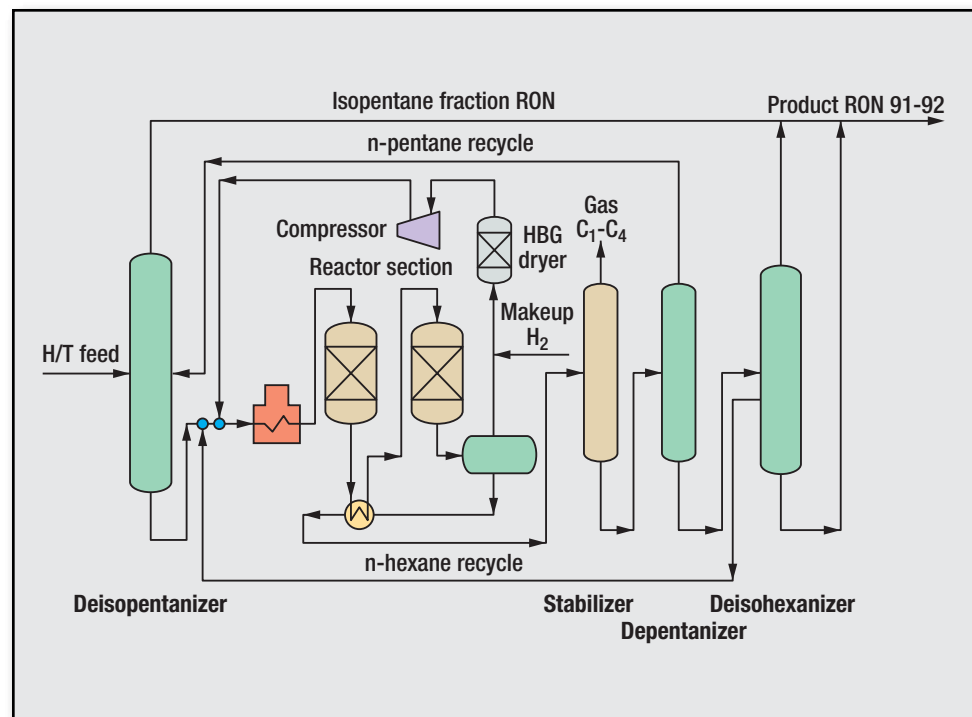 Isopentane fraction RON
Product RON 91-92
n-pentane recycle
Gas
C₁-C₄
Compressor
HBG
dryer
Reactor section
Makeup
H₂
H/T feed
n-hexane recycle
Deisopentanizer
Stabilizer
Deisohexanizer
Depentanizer